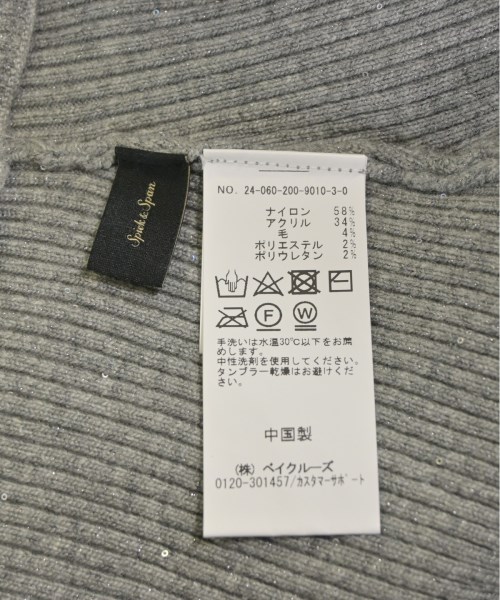 Spick & Span
NO. 24-060-200-9010-3-0
ナイロン 58%
アクリル 34%
毛 4%
ポリエステル 2%
ポリウレタン 2%
F W
手洗いは水温30℃以下をお薦
めします。
中性洗剤を使用してください。
タンブラー乾燥はお避けくだ
さい。
中国製
(株) ベイクルーズ
0120-301457/カスタマーサポート